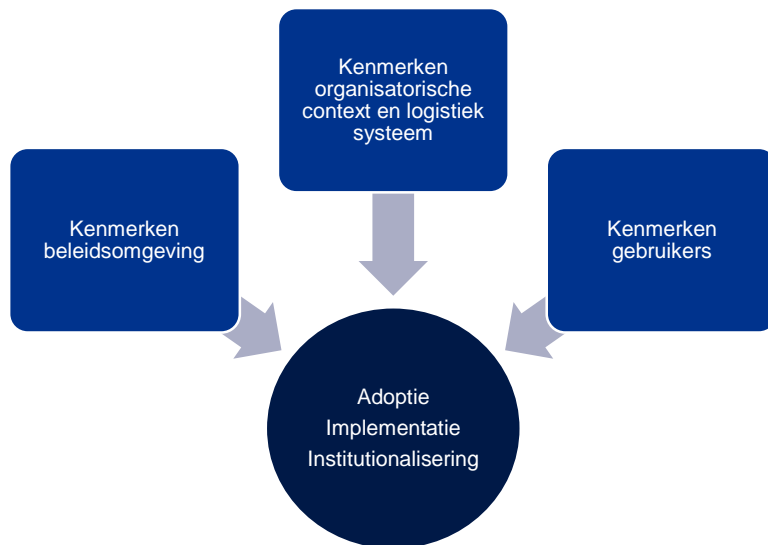 Kenmerken
organisatorische
context en logistiek
systeem
Kenmerken
beleidsomgeving
Kenmerken
gebruikers
Adoptie
Implementatie
Institutionalisering